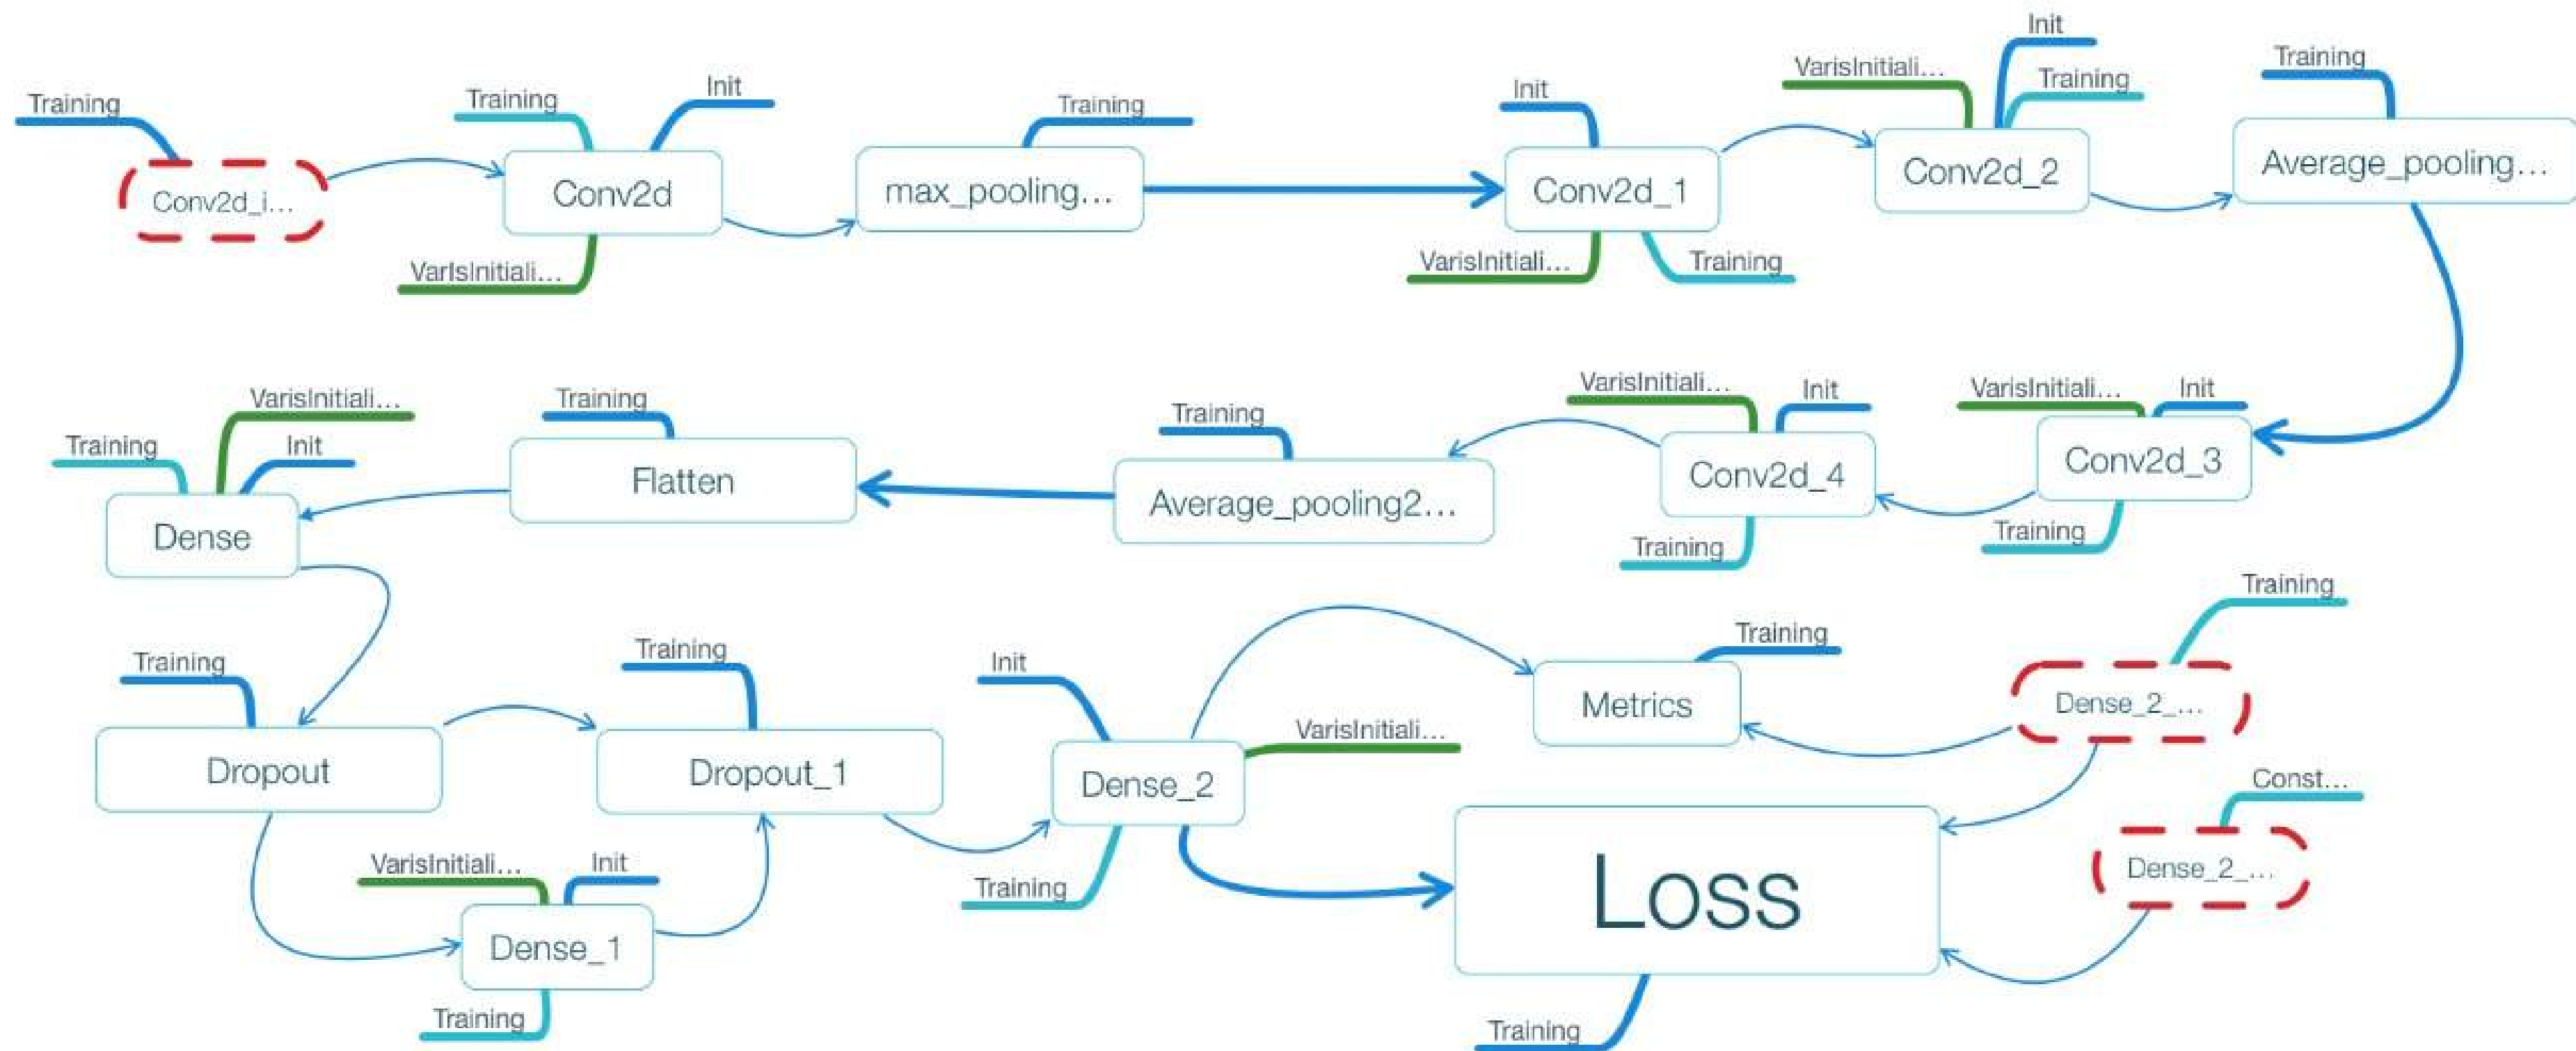 Training
Conv2d_i...
Training
Init
Conv2d
VarIsInitiali...
Training
max_pooling...
Init
Conv2d_1
VarisInitiali...
Training
VarisInitiali...
Init
Training
Conv2d_2
Training
Average_pooling...
VarisInitiali...
Init
Conv2d_3
Training
VarisInitiali...
Init
Conv2d_4
Training
Training
Average_pooling2...
Training
Flatten
VarisInitiali...
Training
Init
Dense
Training
Dropout
Training
Dropout_1
VarisInitiali...
Init
Dense_1
Training
Init
VarisInitiali...
Dense_2
Training
Training
Metrics
Training
Dense_2_...
Const...
Dense_2_...
Loss
Training